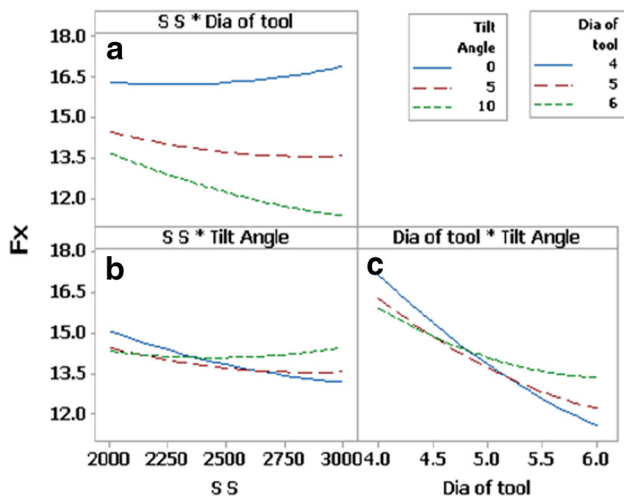 S S * Dia of tool
a
18.0
16.5
15.0
13.5
12.0
Tilt
Angle
0
5
10
Dia of
tool
4
5
6
Fx
S S * Tilt Angle
b
18.0
16.5
15.0
13.5
12.0
Dia of tool * Tilt Angle
c
2000 2250 2500 2750 3000
4.0 4.5 5.0 5.5 6.0
S S
Dia of tool